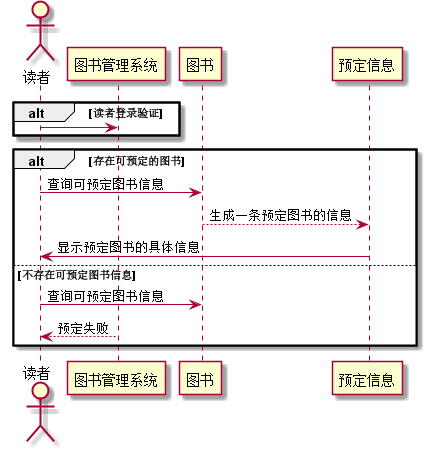 读者
图书管理系统
图书
预定信息
alt [读者登录验证]
alt [存在可预定的图书]
查询可预定图书信息
生成一条预定图书的信息
显示预定图书的具体信息
[不存在可预定图书信息]
查询可预定图书信息
预定失败
读者
图书管理系统
图书
预定信息